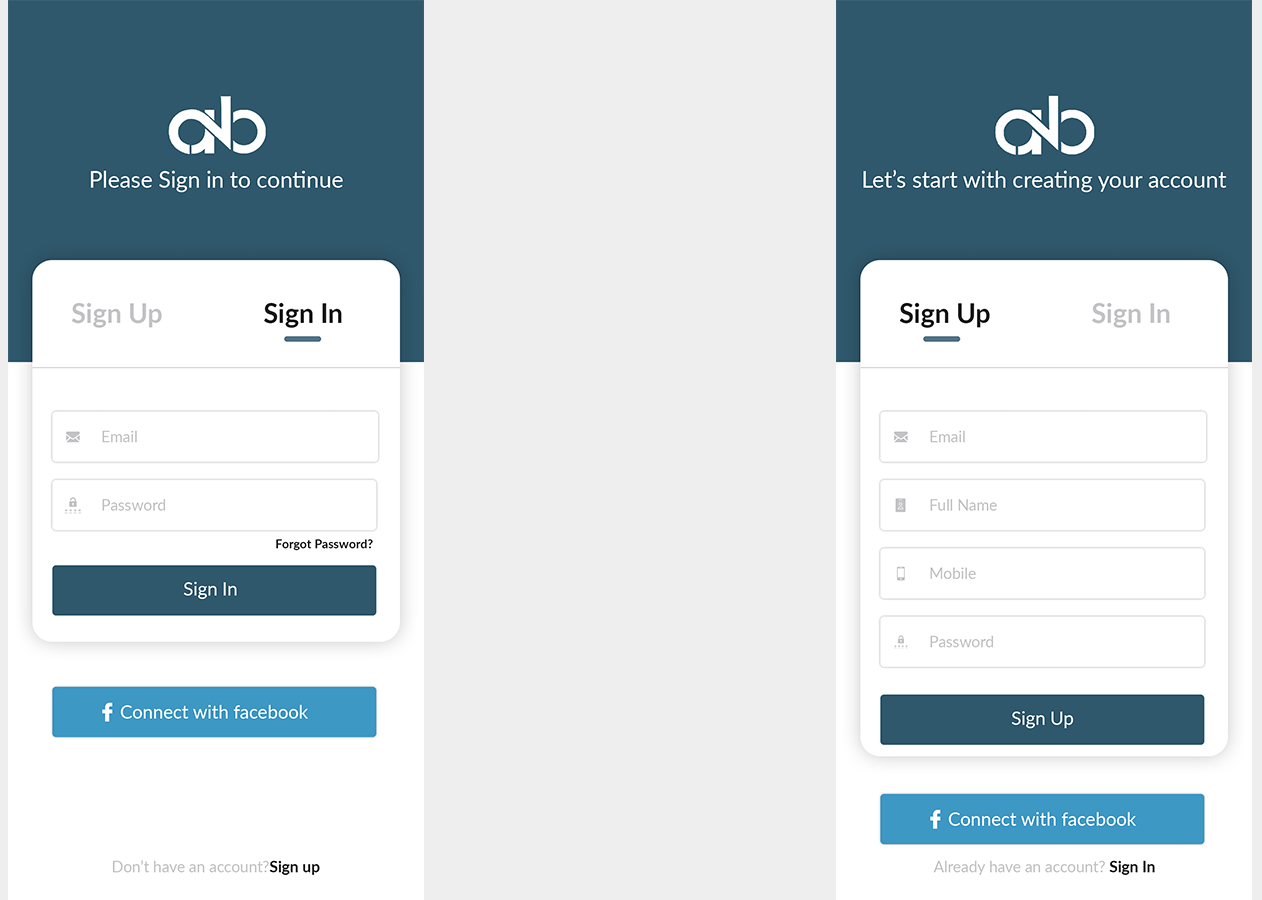 ab
Please Sign in to continue
Sign Up Sign In
Email
Password
Forgot Password?
Sign In
f Connect with facebook
Don't have an account?Sign up
ab
Let's start with creating your account
Sign Up Sign In
Email
Full Name
Mobile
Password
Sign Up
f Connect with facebook
Already have an account? Sign In